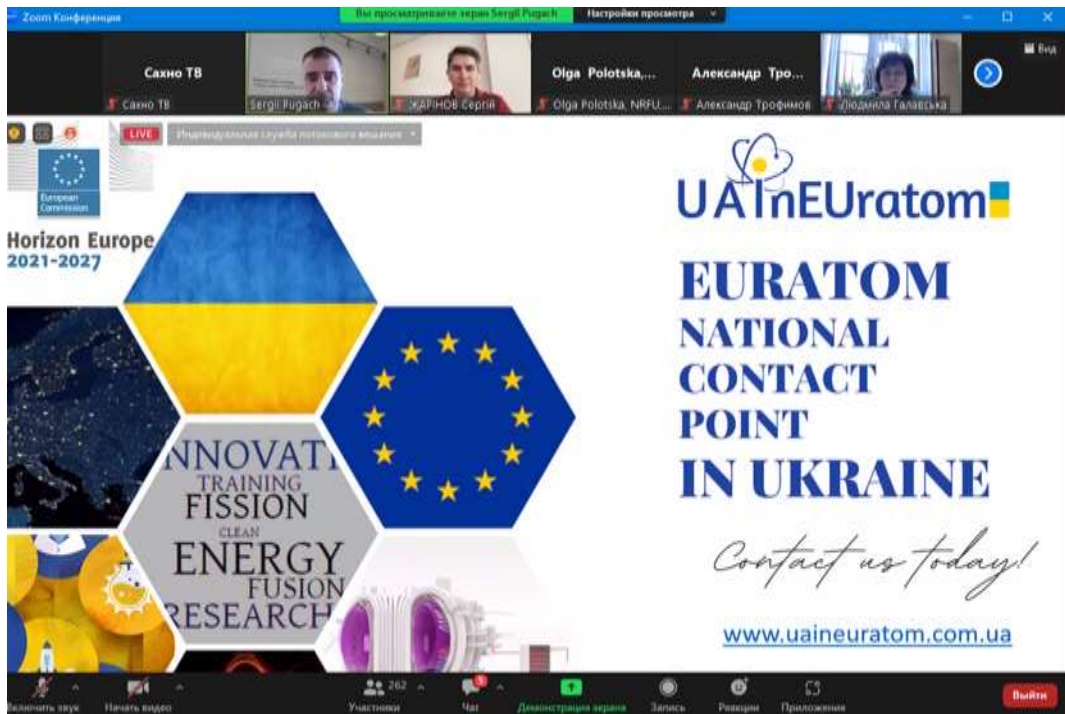 Zoom Конференция
Вы просматриваете экран Sergii Pugach
Настройки просмотра
Вид
Сахно ТВ
Olga Polotska,...
Александр Тро...
Сахно ТВ
Sergii Pugach
ЖАРІНОВ Сергій
Olga Polotska, NRFU,...
Александр Трофимов
Людмила Галавська
LIVE
Индивидуальная служба потокового вещания
European
Commission
Horizon Europe
2021-2027
UAInEUratom
EURATOM
NATIONAL
CONTACT
POINT
IN UKRAINE
NNOVATI
TRAINING
FISSION
CLEAN
ENERGY
FUSION
RESEARCH
Contact us today!
www.uaineuratom.com.ua
262
Включить звук
Начать видео
Участники
Чат
Демонстрация экрана
Запись
Реакции
Приложения
Выйти